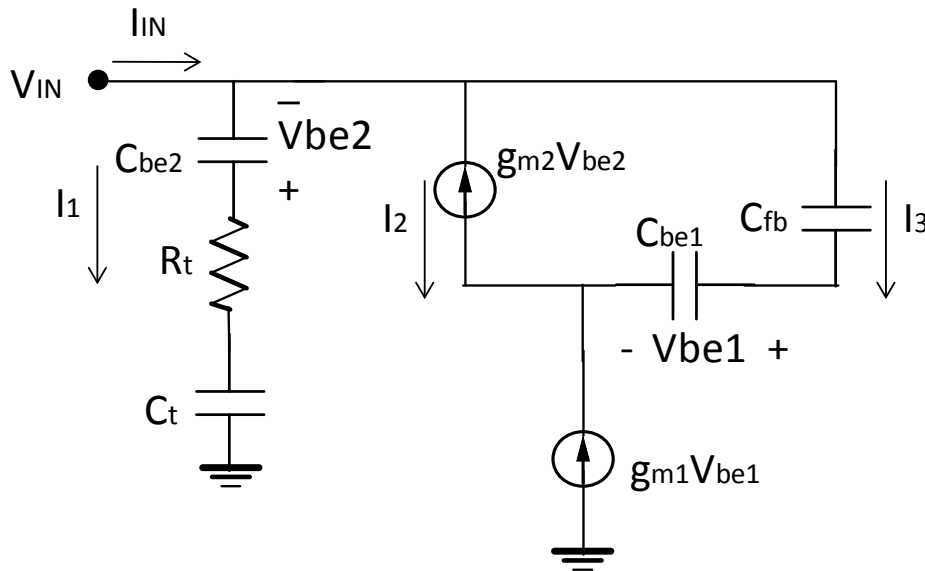 IIN
VIN
–
Vbe2
+
Cbe2
gm2Vbe2
I1
I2
Cbe1
Cfb
I3
Rt
- Vbe1 +
Ct
gm1Vbe1